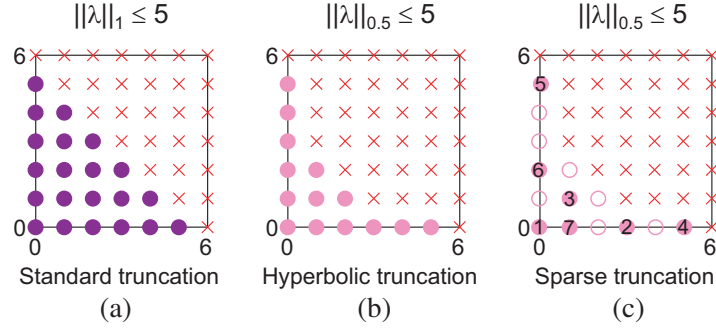 ||λ||₁ ≤ 5
||λ||₀.₅ ≤ 5
||λ||₀.₅ ≤ 5
6
0
0
6
Standard truncation
(a)
6
0
0
6
Hyperbolic truncation
(b)
6
5
6
3
0
1
7
2
4
0
6
Sparse truncation
(c)